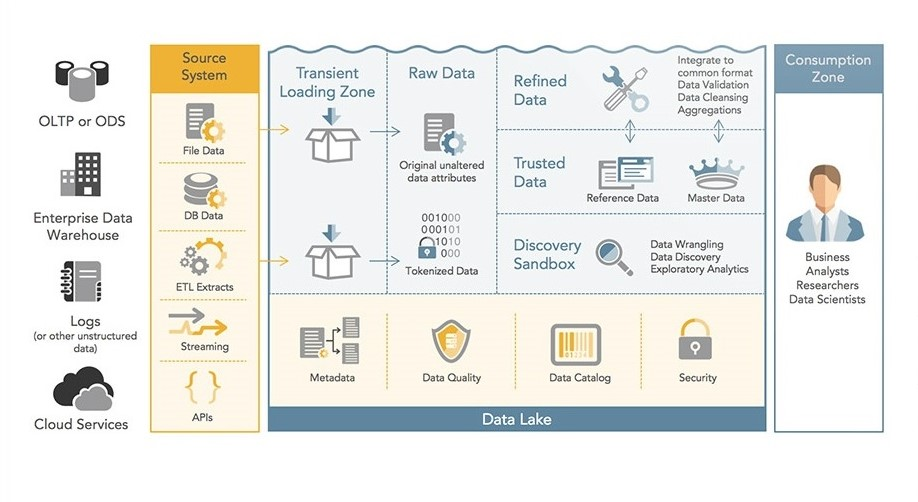 OLTP or ODS
Enterprise Data
Warehouse
Logs
(or other unstructured
data)
Cloud Services
Source
System
File Data
DB Data
ETL Extracts
Streaming
APIs
Transient
Loading Zone
Raw Data
Original unaltered
data attributes
001000
000101
1010
000
Tokenized Data
Refined
Data
Integrate to
common format
Data Validation
Data Cleansing
Aggregations
Trusted
Data
Reference Data
Master Data
Discovery
Sandbox
Data Wrangling
Data Discovery
Exploratory Analytics
Metadata
Data Quality
01234
Data Catalog
Security
Data Lake
Consumption
Zone
Business
Analysts
Researchers
Data Scientists